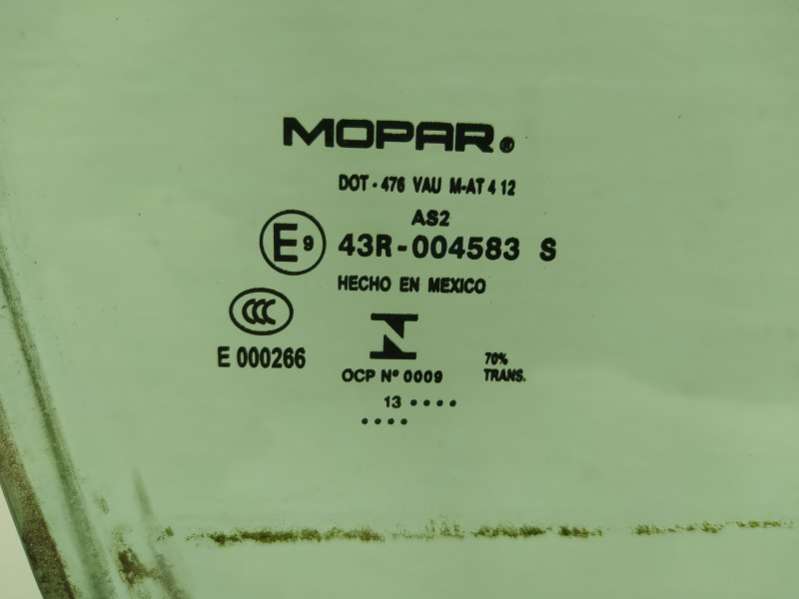 MOPAR®
DOT - 476 VAU M-AT 4 12
AS2
E9 43R-004583 S
HECHO EN MEXICO
CCC
E 000266
OCP Nº 0009
70%
TRANS.
13 ••••
••••